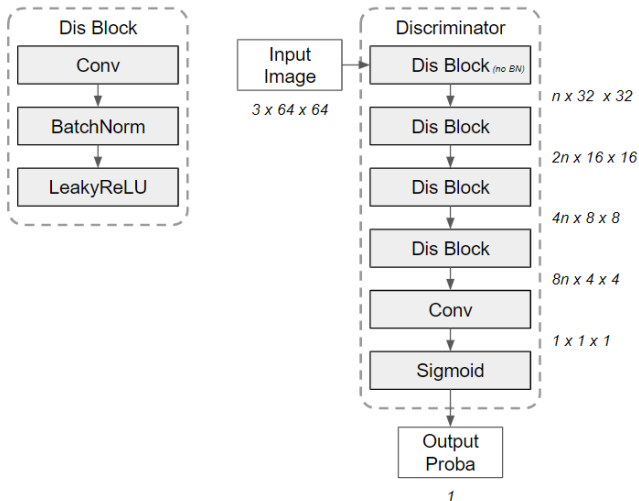 Dis Block
Conv
BatchNorm
LeakyReLU
Discriminator
Input
Image
3 x 64 x 64
Dis Block (no BN)
n x 32 x 32
Dis Block
2n x 16 x 16
Dis Block
4n x 8 x 8
Dis Block
8n x 4 x 4
Conv
1 x 1 x 1
Sigmoid
Output
Proba
1